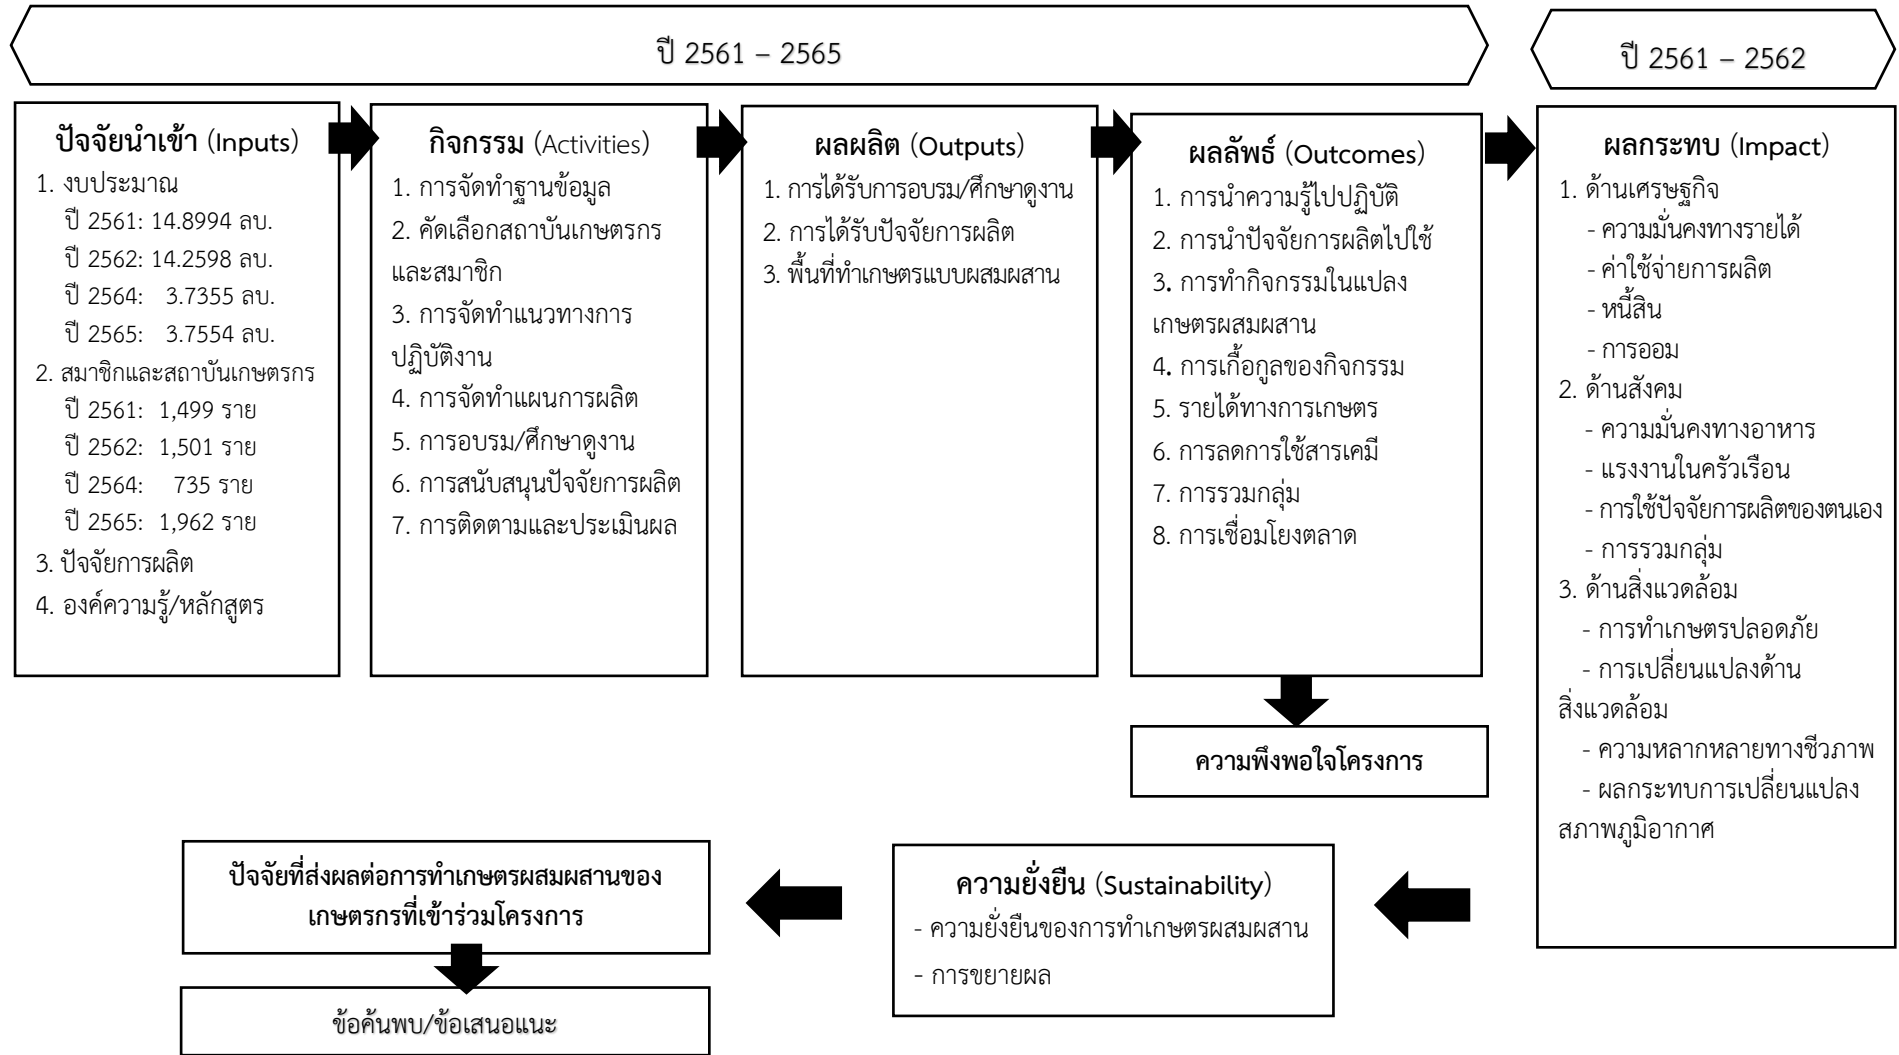 ปี 2561 – 2565
ปี 2561 – 2562
ปัจจัยนำเข้า (Inputs)
1. งบประมาณ
ปี 2561: 14.8994 ลบ.
ปี 2562: 14.2598 ลบ.
ปี 2564: 3.7355 ลบ.
ปี 2565: 3.7554 ลบ.
2. สมาชิกและสถาบันเกษตรกร
ปี 2561: 1,499 ราย
ปี 2562: 1,501 ราย
ปี 2564: 735 ราย
ปี 2565: 1,962 ราย
3. ปัจจัยการผลิต
4. องค์ความรู้/หลักสูตร
กิจกรรม (Activities)
1. การจัดทำฐานข้อมูล
2. คัดเลือกสถาบันเกษตรกร
และสมาชิก
3. การจัดทำแนวทางการ
ปฏิบัติงาน
4. การจัดทำแผนการผลิต
5. การอบรม/ศึกษาดูงาน
6. การสนับสนุนปัจจัยการผลิต
7. การติดตามและประเมินผล
ผลผลิต (Outputs)
1. การได้รับการอบรม/ศึกษาดูงาน
2. การได้รับปัจจัยการผลิต
3. พื้นที่ทำเกษตรแบบผสมผสาน
ผลลัพธ์ (Outcomes)
1. การนำความรู้ไปปฏิบัติ
2. การนำปัจจัยการผลิตไปใช้
3. การทำกิจกรรมในแปลง
เกษตรผสมผสาน
4. การเกื้อกูลของกิจกรรม
5. รายได้ทางการเกษตร
6. การลดการใช้สารเคมี
7. การรวมกลุ่ม
8. การเชื่อมโยงตลาด
ผลกระทบ (Impact)
1. ด้านเศรษฐกิจ
- ความมั่นคงทางรายได้
- ค่าใช้จ่ายการผลิต
- หนี้สิน
- การออม
2. ด้านสังคม
- ความมั่นคงทางอาหาร
- แรงงานในครัวเรือน
- การใช้ปัจจัยการผลิตของตนเอง
- การรวมกลุ่ม
3. ด้านสิ่งแวดล้อม
- การทำเกษตรปลอดภัย
- การเปลี่ยนแปลงด้าน
สิ่งแวดล้อม
- ความหลากหลายทางชีวภาพ
- ผลกระทบการเปลี่ยนแปลง
สภาพภูมิอากาศ
ความพึงพอใจโครงการ
ความยั่งยืน (Sustainability)
- ความยั่งยืนของการทำเกษตรผสมผสาน
- การขยายผล
ปัจจัยที่ส่งผลต่อการทำเกษตรผสมผสานของ
เกษตรกรที่เข้าร่วมโครงการ
ข้อค้นพบ/ข้อเสนอแนะ